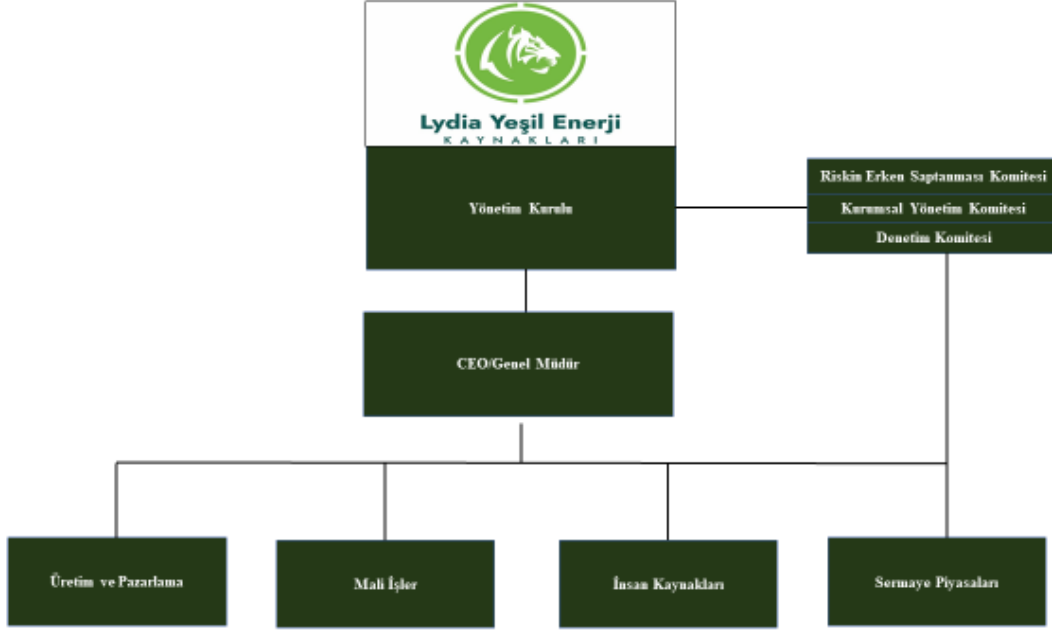 Lydia Yeşil Enerji
KAYNAKLARI
Yönetim Kurulu
Riskin Erken Saptanması Komitesi
Kurumsal Yönetim Komitesi
Denetim Komitesi
CEO/Genel Müdür
Üretim ve Pazarlama
Mali İşler
İnsan Kaynakları
Sermaye Piyasaları